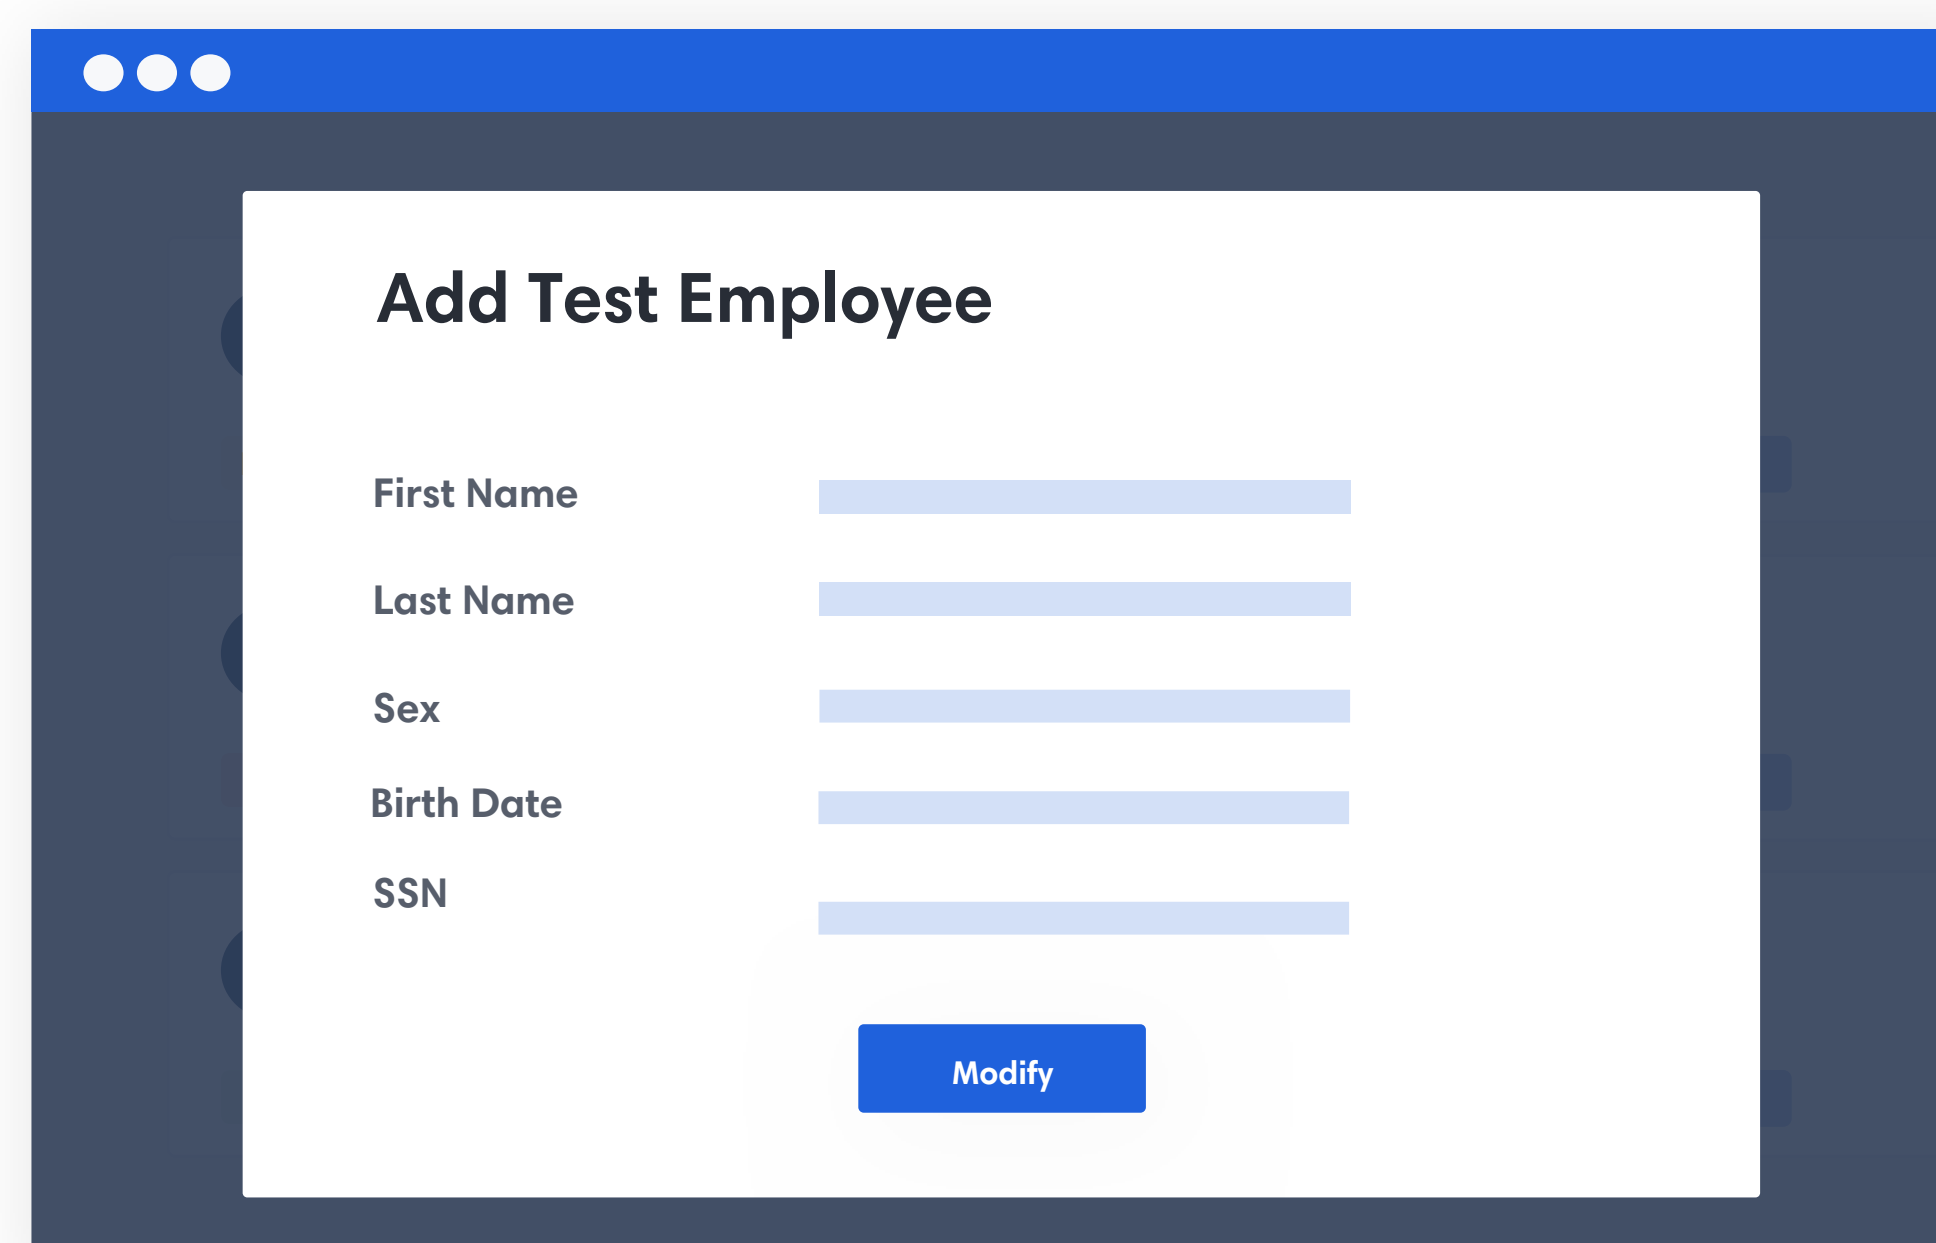 Add Test Employee
First Name
Last Name
Sex
Birth Date
SSN
Modify